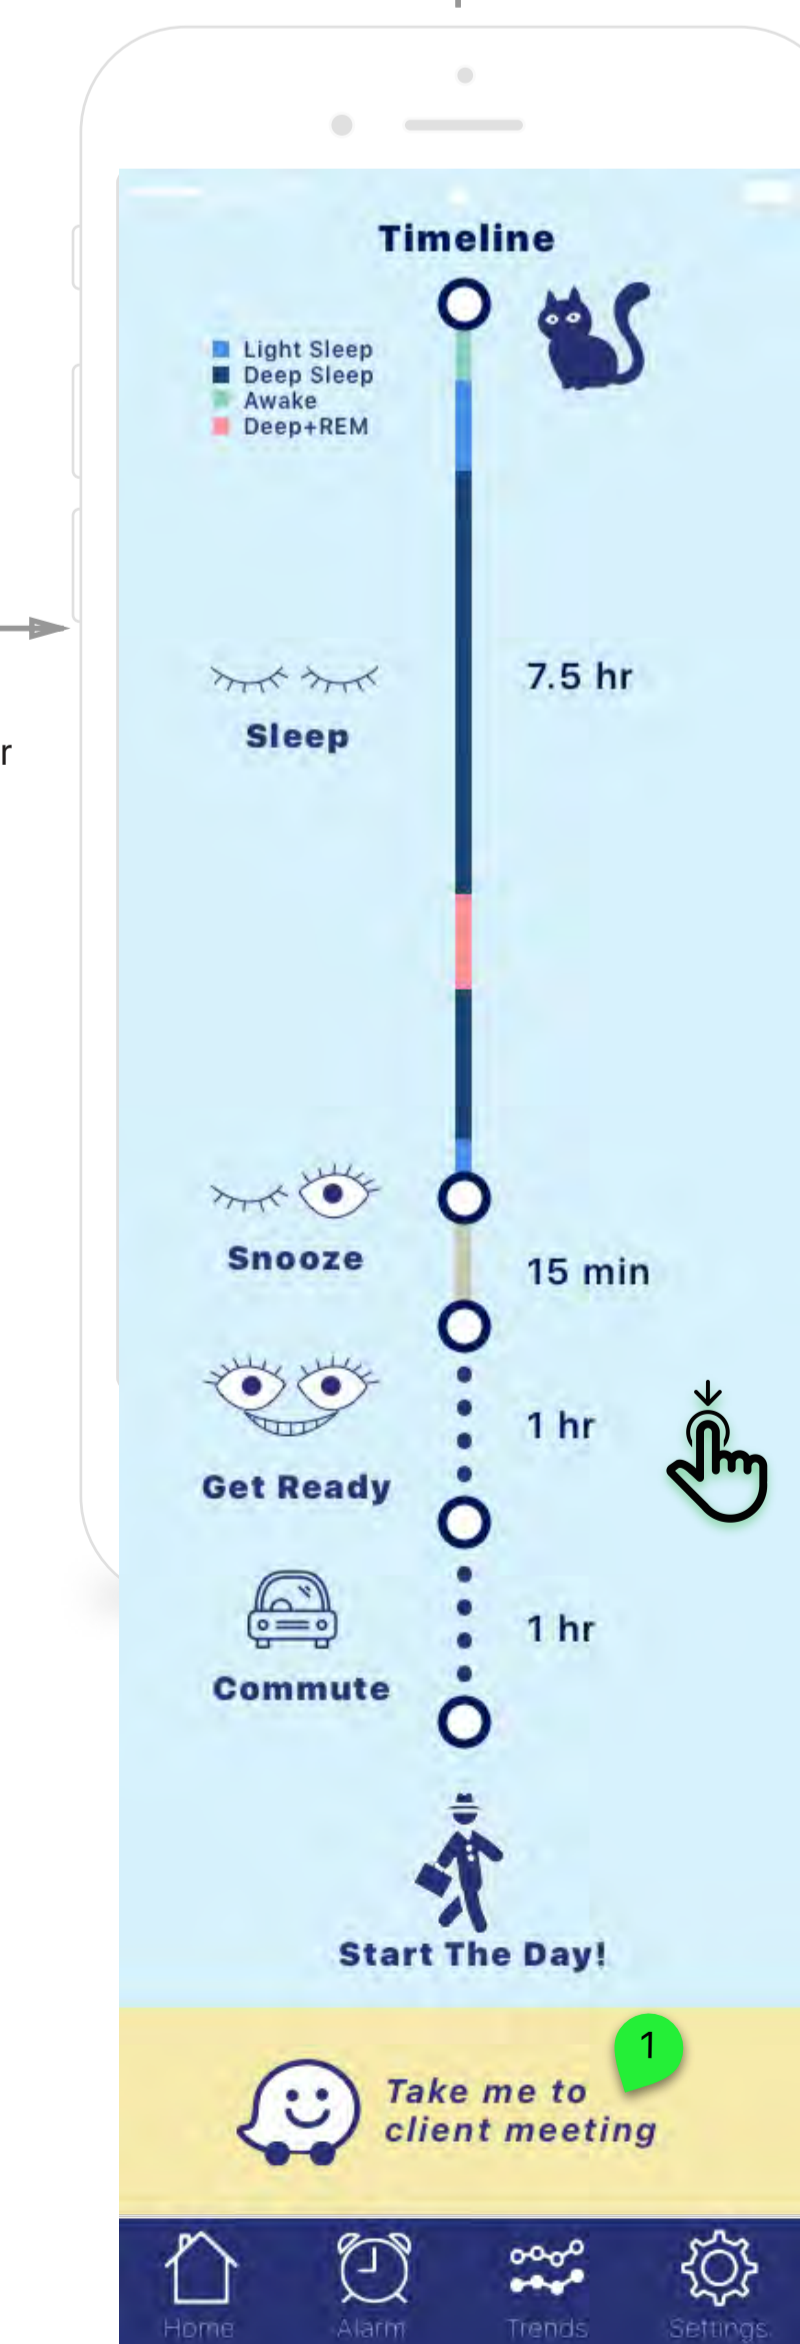 Timeline
Light Sleep
Deep Sleep
Awake
Deep+REM
7.5 hr
Sleep
r
Snooze
15 min
1 hr
Get Ready
1 hr
Commute
Start The Day!
1
Take me to
client meeting
Home Alarm Trends Settings